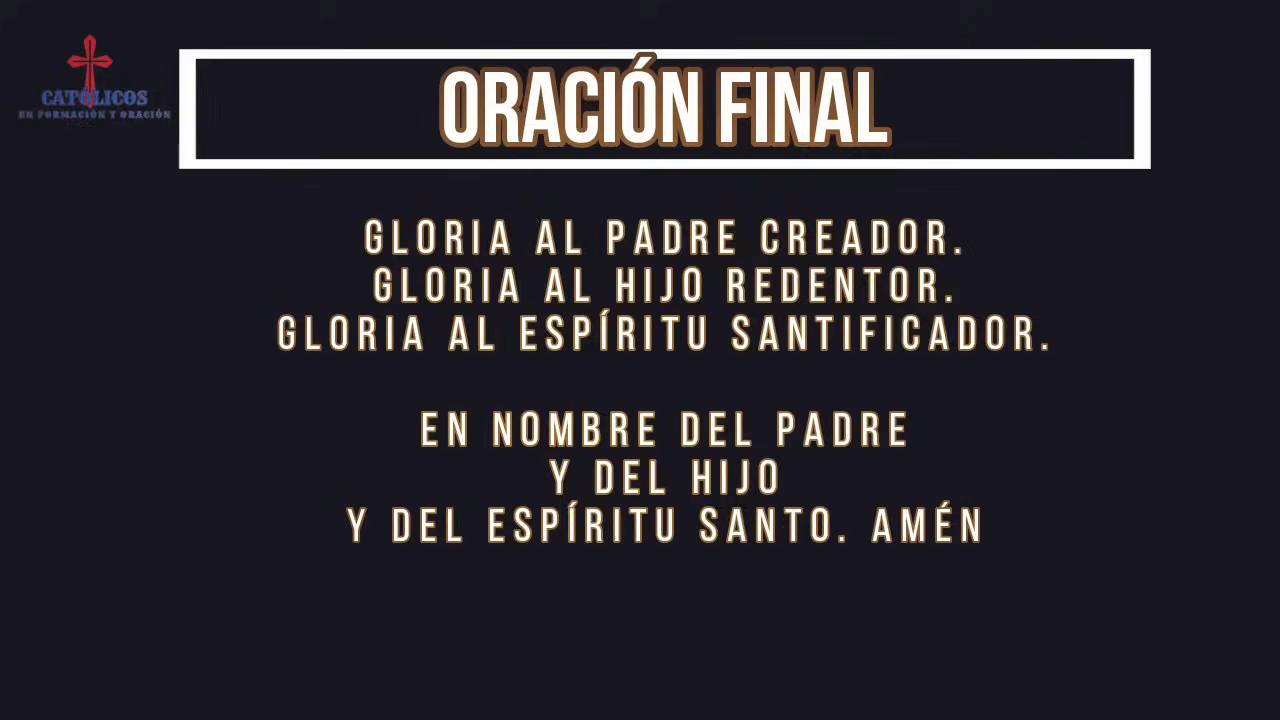 CATOLICOS
EN FORMACIÓN Y ORACIÓN
ORACIÓN FINAL
GLORIA AL PADRE CREADOR.
GLORIA AL HIJO REDENTOR.
GLORIA AL ESPÍRITU SANTIFICADOR.
EN NOMBRE DEL PADRE
Y DEL HIJO
Y DEL ESPÍRITU SANTO. AMÉN